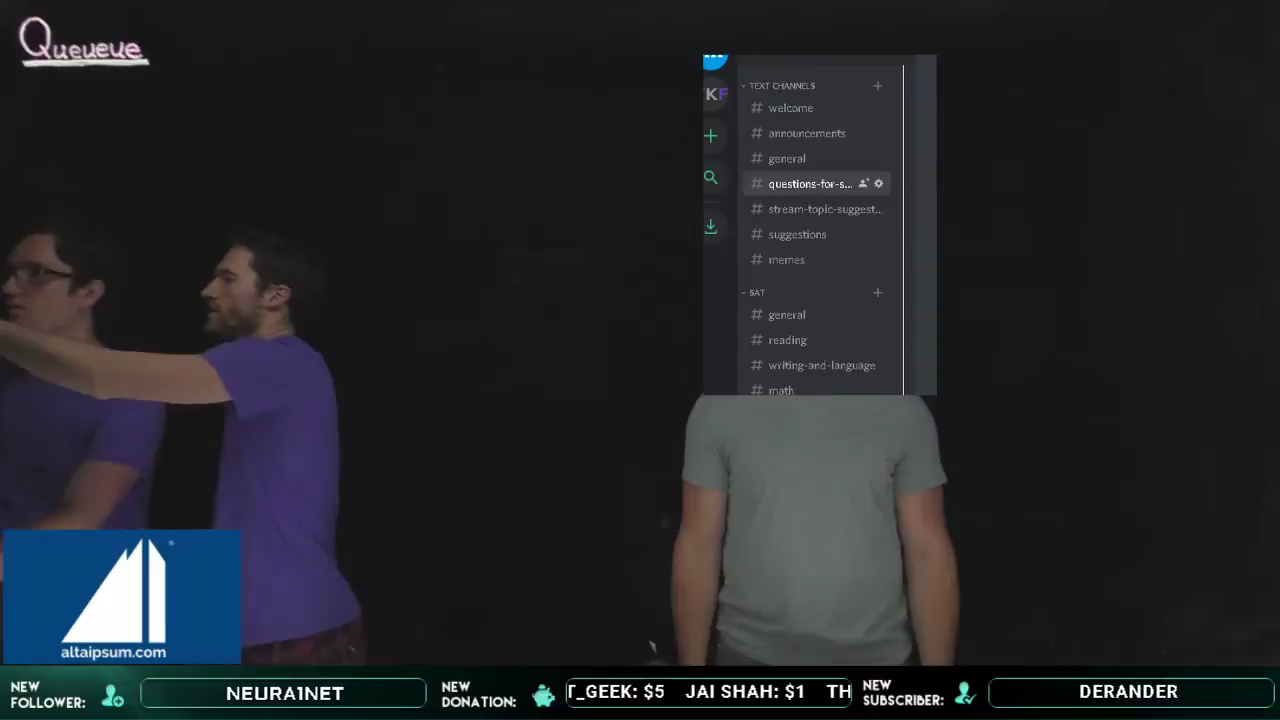 Queueue
KF
TEXT CHANNELS
# welcome
# announcements
# general
# questions-for-s...
# stream-topic-suggest...
# suggestions
# memes
SAT
# general
# reading
# writing-and-language
# math
altaipsum.com
NEW FOLLOWER:
NEURA1NET
NEW DONATION:
T_GEEK: $5 JAI SHAH: $1 TH
NEW SUBSCRIBER:
DERANDER